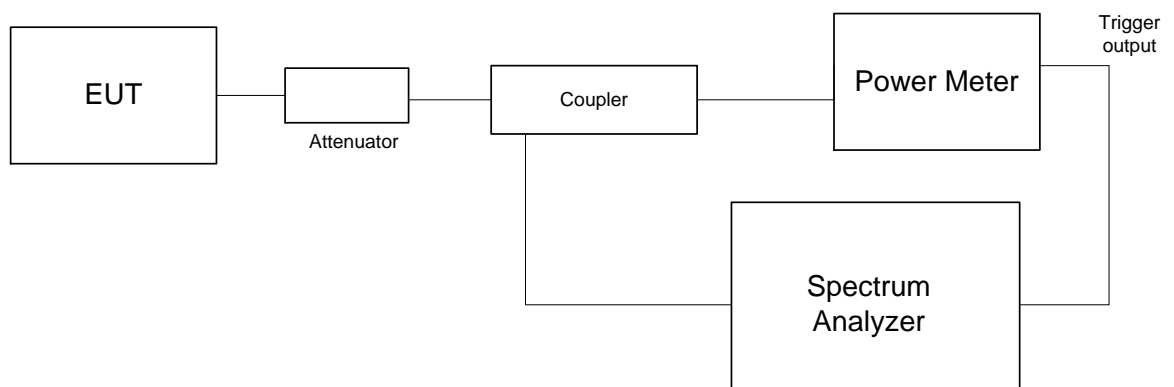 EUT
Attenuator
Coupler
Power Meter
Trigger
output
Spectrum
Analyzer